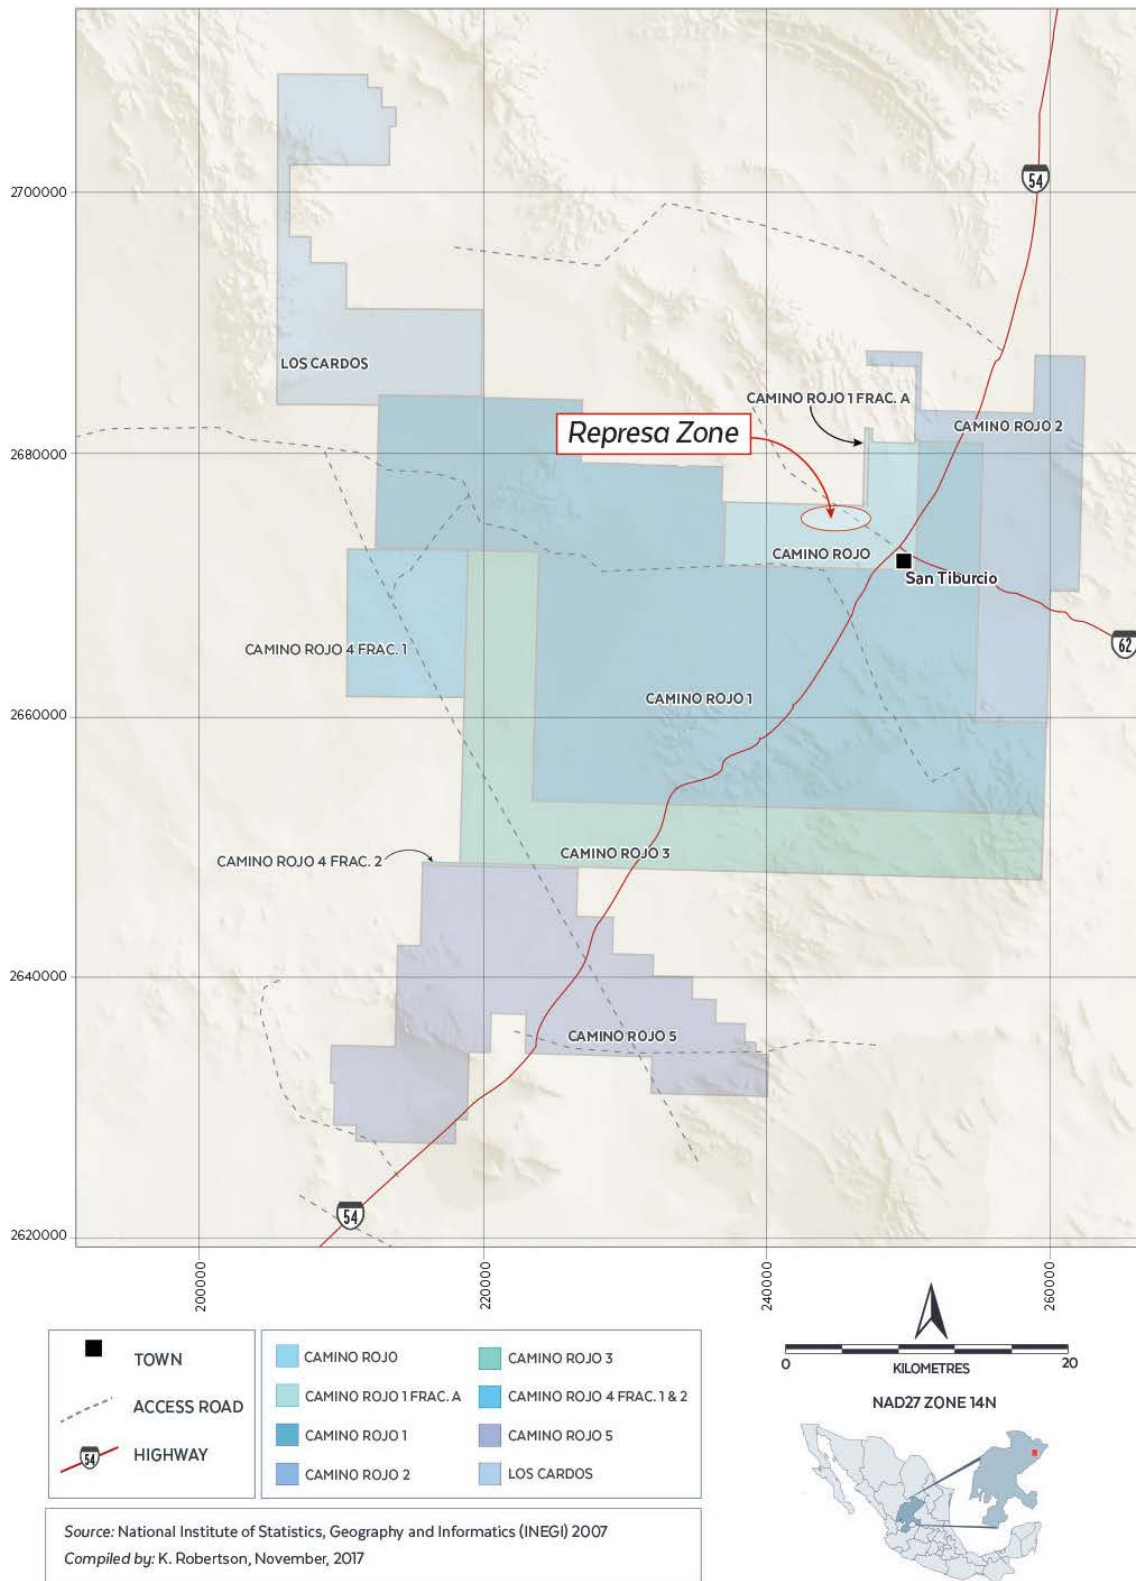 54
2700000
LOS CARDOS
CAMINO ROJO 1 FRAC. A
CAMINO ROJO 2
Represa Zone
2680000
CAMINO ROJO
San Tiburcio
62
CAMINO ROJO 4 FRAC. 1
CAMINO ROJO 1
2660000
CAMINO ROJO 3
CAMINO ROJO 4 FRAC. 2
2640000
CAMINO ROJO 5
54
2620000
200000
220000
240000
260000
TOWN
ACCESS ROAD
54
HIGHWAY
CAMINO ROJO
CAMINO ROJO 1 FRAC. A
CAMINO ROJO 1
CAMINO ROJO 2
CAMINO ROJO 3
CAMINO ROJO 4 FRAC. 1 & 2
CAMINO ROJO 5
LOS CARDOS
0
20
KILOMETRES
NAD27 ZONE 14N
Source: National Institute of Statistics, Geography and Informatics (INEGI) 2007
Compiled by: K. Robertson, November, 2017